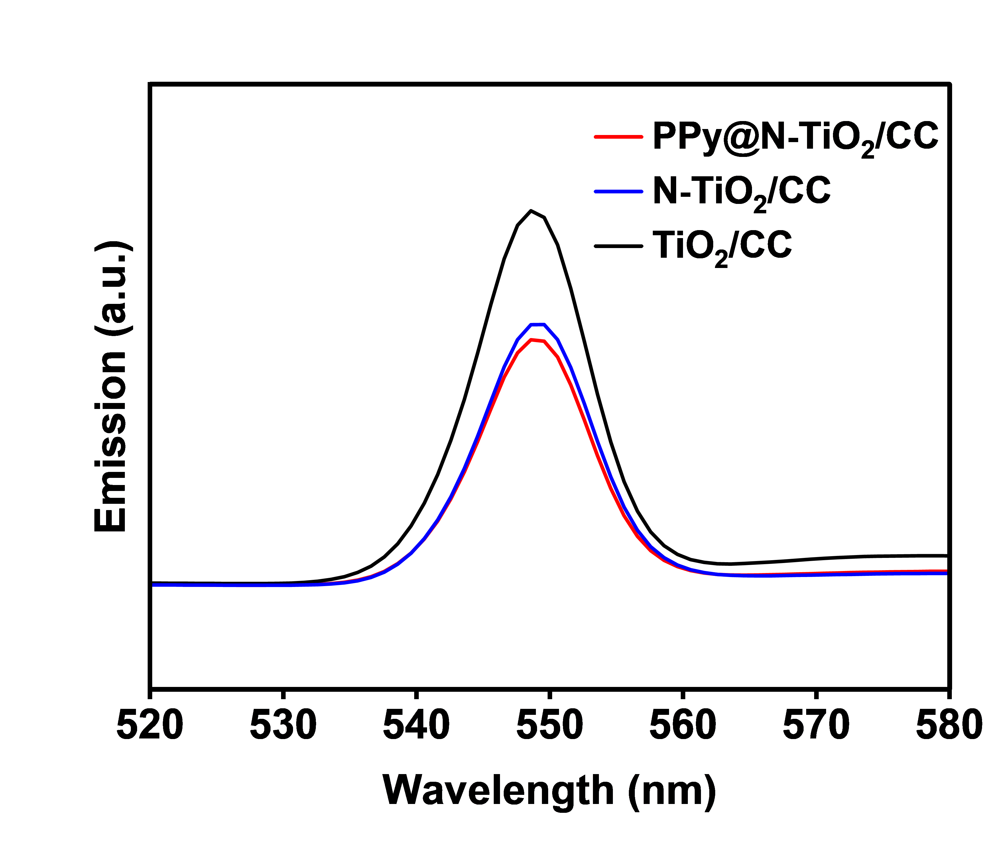 PPy@N-TiO₂/CC
N-TiO₂/CC
TiO₂/CC
Emission (a.u.)
520 530 540 550 560 570 580
Wavelength (nm)